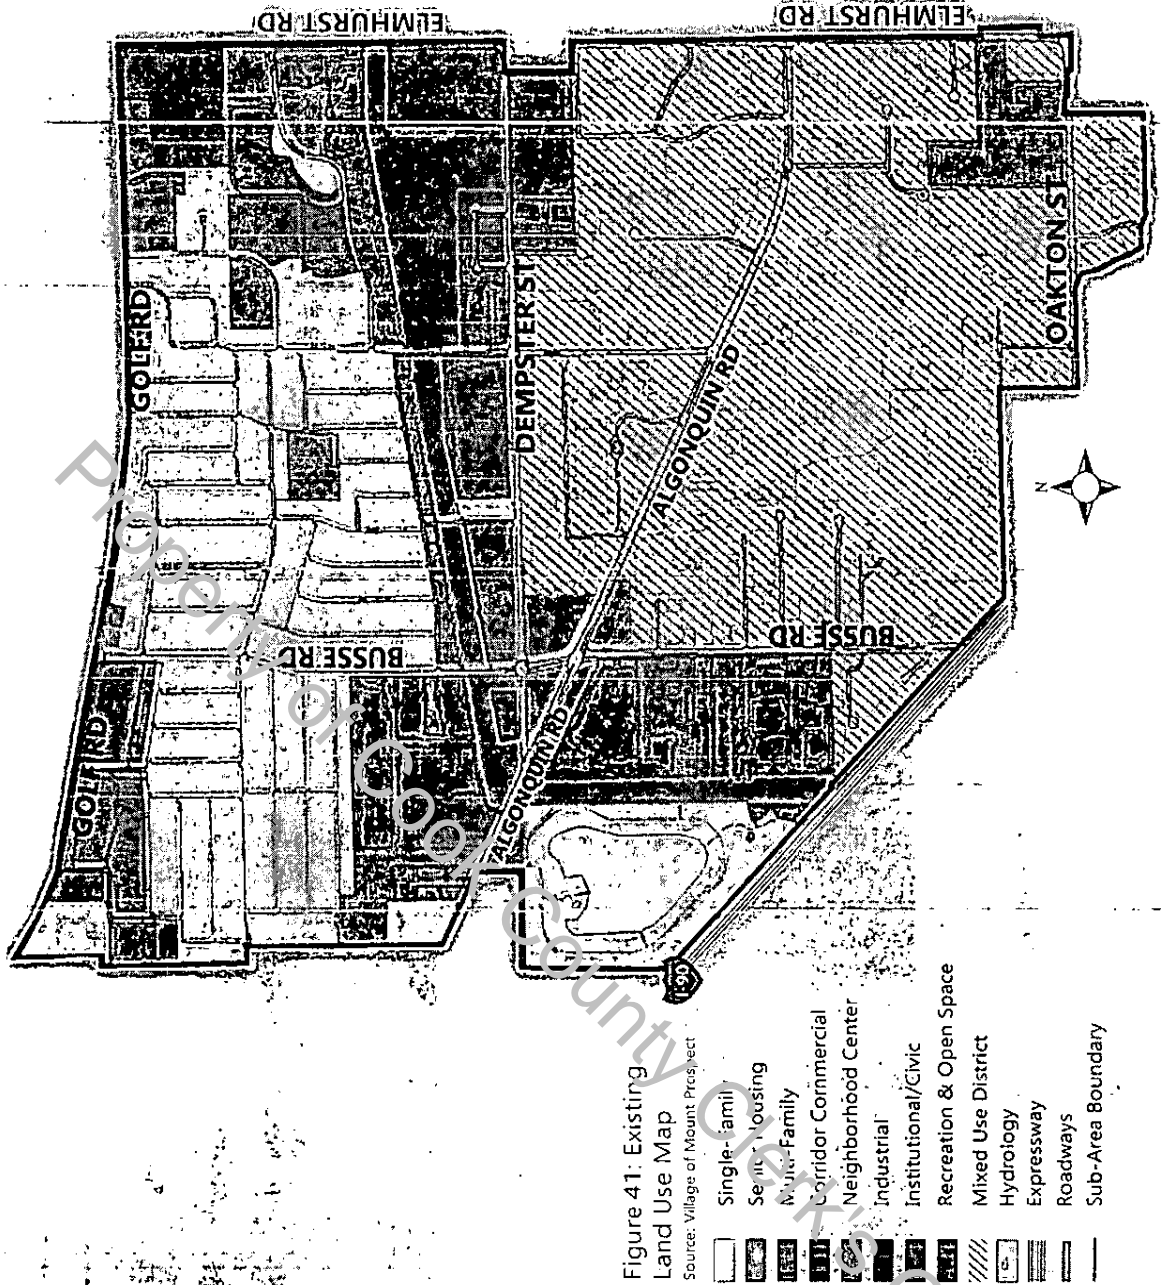 ELMHURST RD
ELMHURST RD
GOLF RD
DEMPSTER ST
OAKTON ST
ALGONQUIN RD
N
BUSSE RD
BUSSE RD
GOLF RD
ALGONQUIN RD
Property of Cook County Clerk's
Figure 41: Existing
Land Use Map
Source: Village of Mount Prospect
Single-Family
Senior Housing
Multi-Family
Corridor Commercial
Neighborhood Center
Industrial
Institutional/Civic
Recreation & Open Space
Mixed Use District
Hydrology
Expressway
Roadways
Sub-Area Boundary